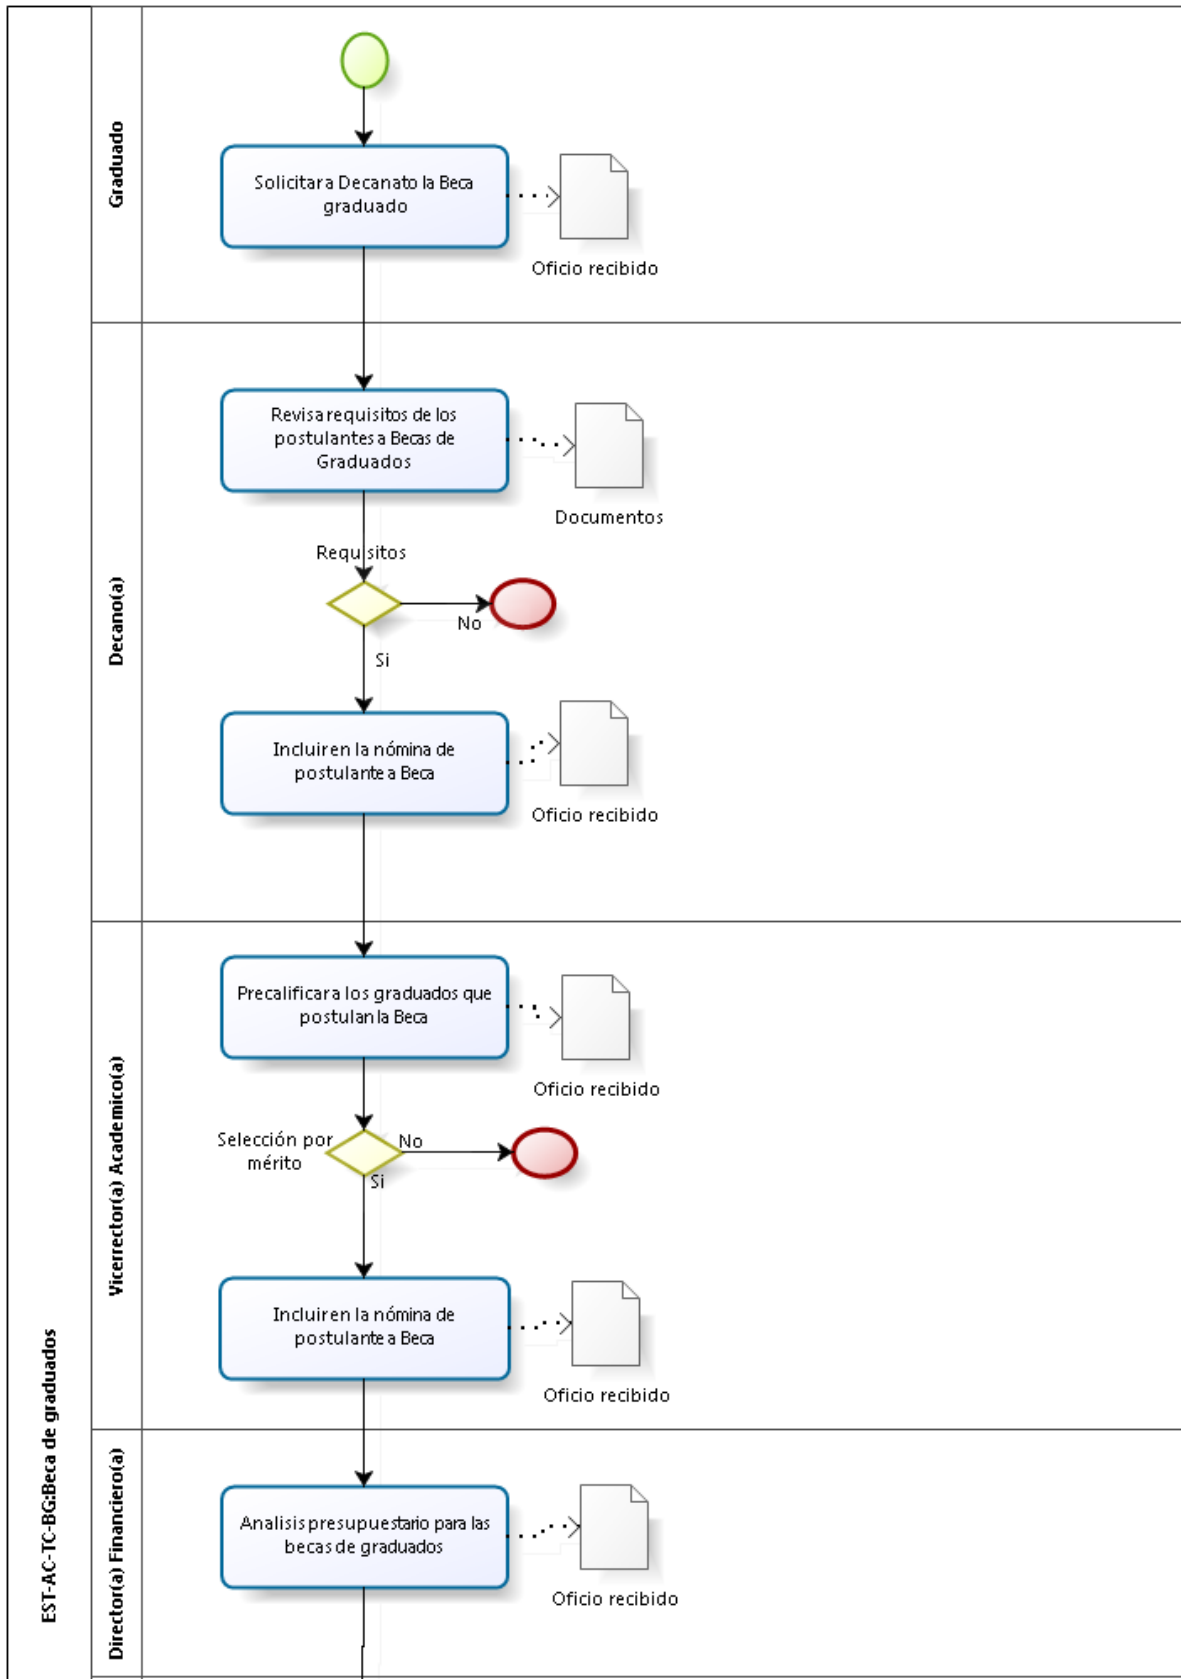 EST-AC-TC-BG:Beca de graduados
Graduado
Solicitar a Decanato la Beca
graduado
Oficio recibido
Decano(a)
Revisa requisitos de los
postulantes a Becas de
Graduados
Documentos
Requisitos
No
Si
Incluir en la nómina de
postulante a Beca
Oficio recibido
Vicerrector(a) Academico(a)
Precalificar a los graduados que
postulan la Beca
Oficio recibido
Selección por
mérito
No
Si
Incluir en la nómina de
postulante a Beca
Oficio recibido
Director(a) Financiero(a)
Analisis presupuestario para las
becas de graduados
Oficio recibido